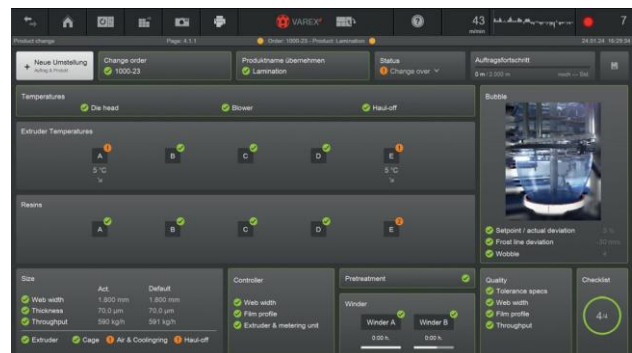 VAREX
43
m/min
7
Product change
Page: 4.1.1
Order: 1000-23 - Product: Lamination
24.01.24 16:29:34
+ Neue Umstellung
Auftrag & Produkt
Change order
1000-23
Produktname übernehmen
Lamination
Status
Change over
Auftragsfortschritt
0 m / 2.000 m
noch --- Std.
Temperatures
Die head
Blower
Haul-off
Bubble
Extruder Temperatures
A
B
C
D
E
5 °C
5 °C
Resins
A
B
C
D
E
Setpoint / actual deviation
Frost line deviation
Wobble
Size
Act.
Default
Web width
1.800 mm
1.800 mm
Thickness
70,0 µm
70,0 µm
Throughput
590 kg/h
591 kg/h
Extruder
Cage
Air & Coolingring
Haul-off
Controller
Web width
Film profile
Extruder & metering unit
Pretreatment
Winder
Winder A
Winder B
0:00 h.
0:00 h.
Quality
Tolerance specs
Web width
Film profile
Throughput
Checklist
4/4